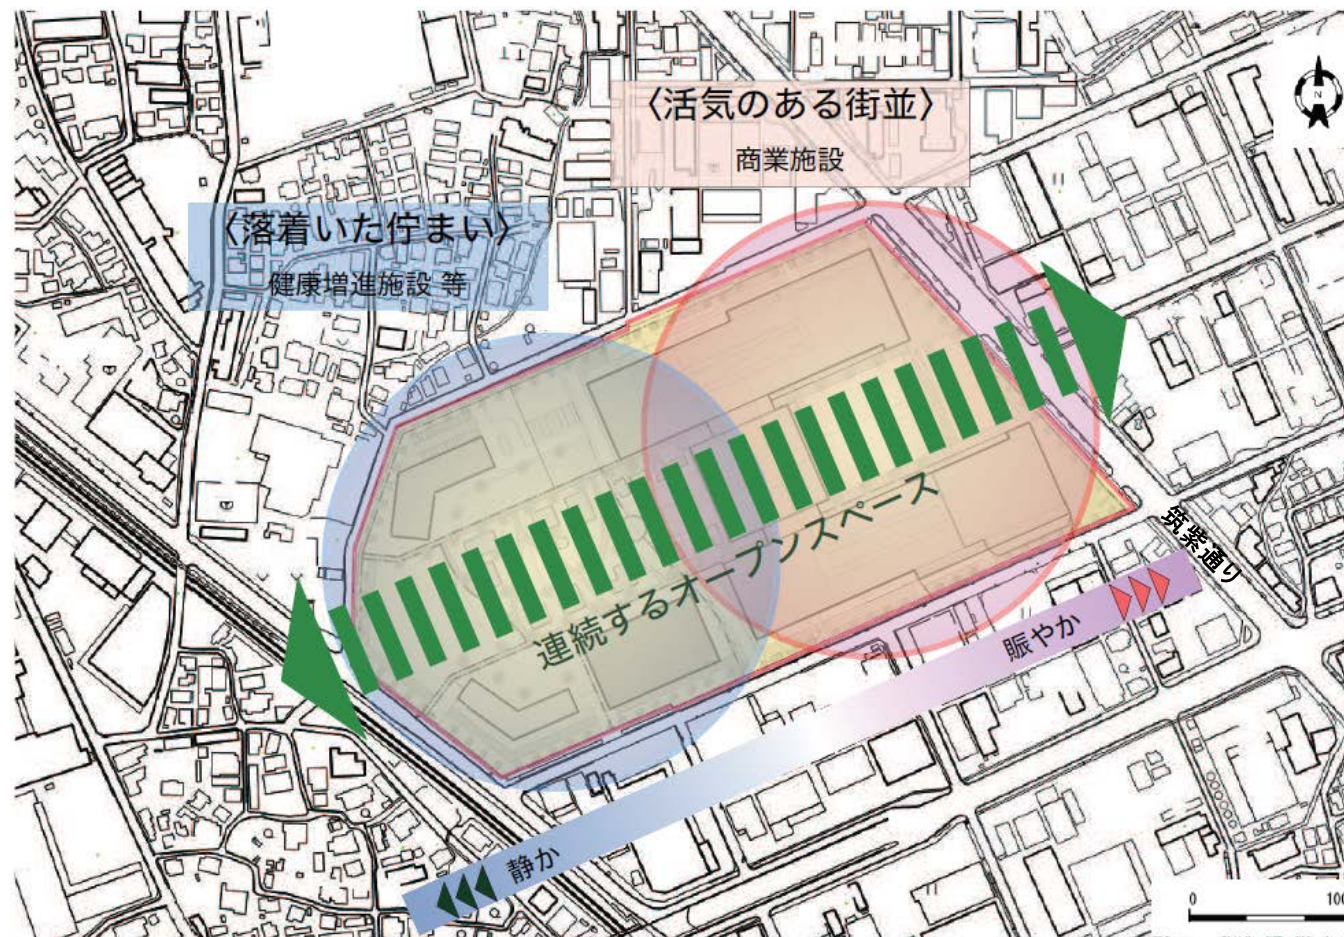 〈活気のある街並〉
商業施設
N
〈落着いた佇まい〉
健康増進施設 等
連続するオープンスペース
筑紫通り
賑やか
静か
0
100